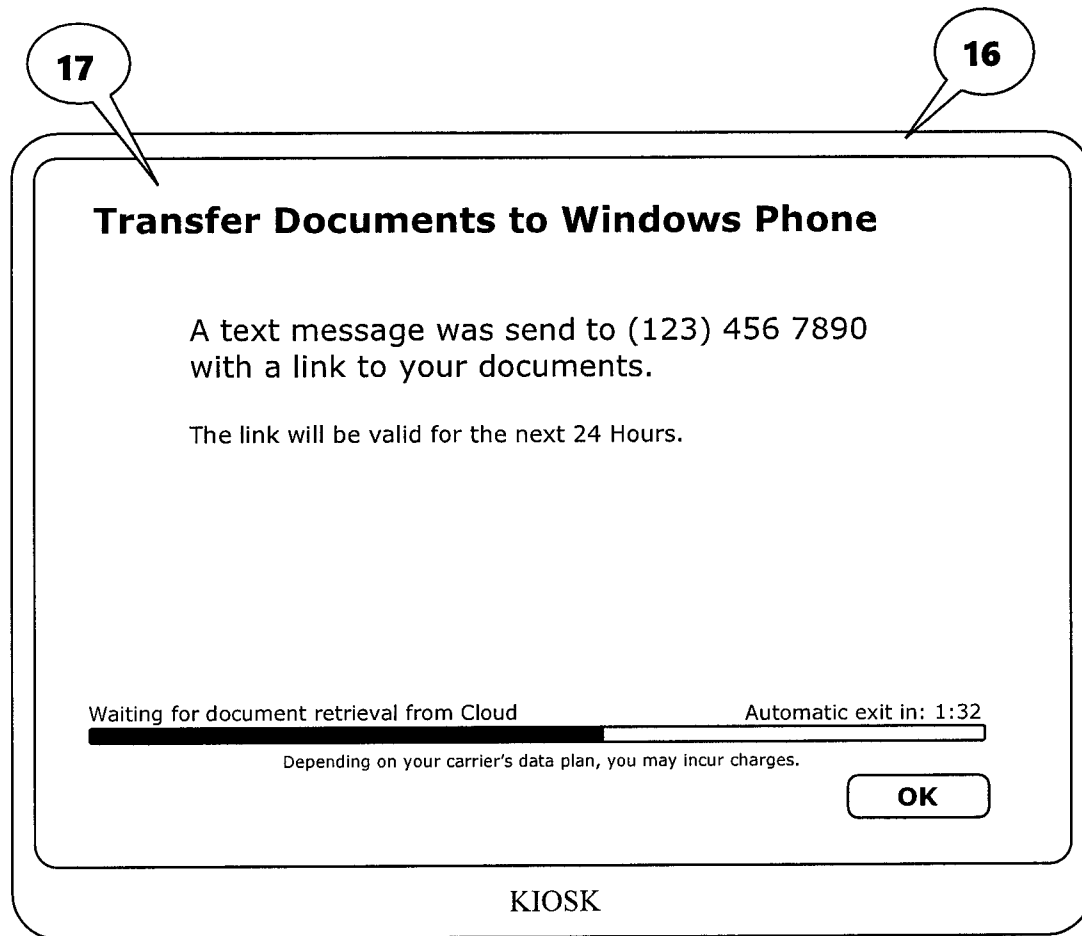 17
16
Transfer Documents to Windows Phone
A text message was send to (123) 456 7890
with a link to your documents.
The link will be valid for the next 24 Hours.
Waiting for document retrieval from Cloud
Automatic exit in: 1:32
Depending on your carrier's data plan, you may incur charges.
OK
KIOSK